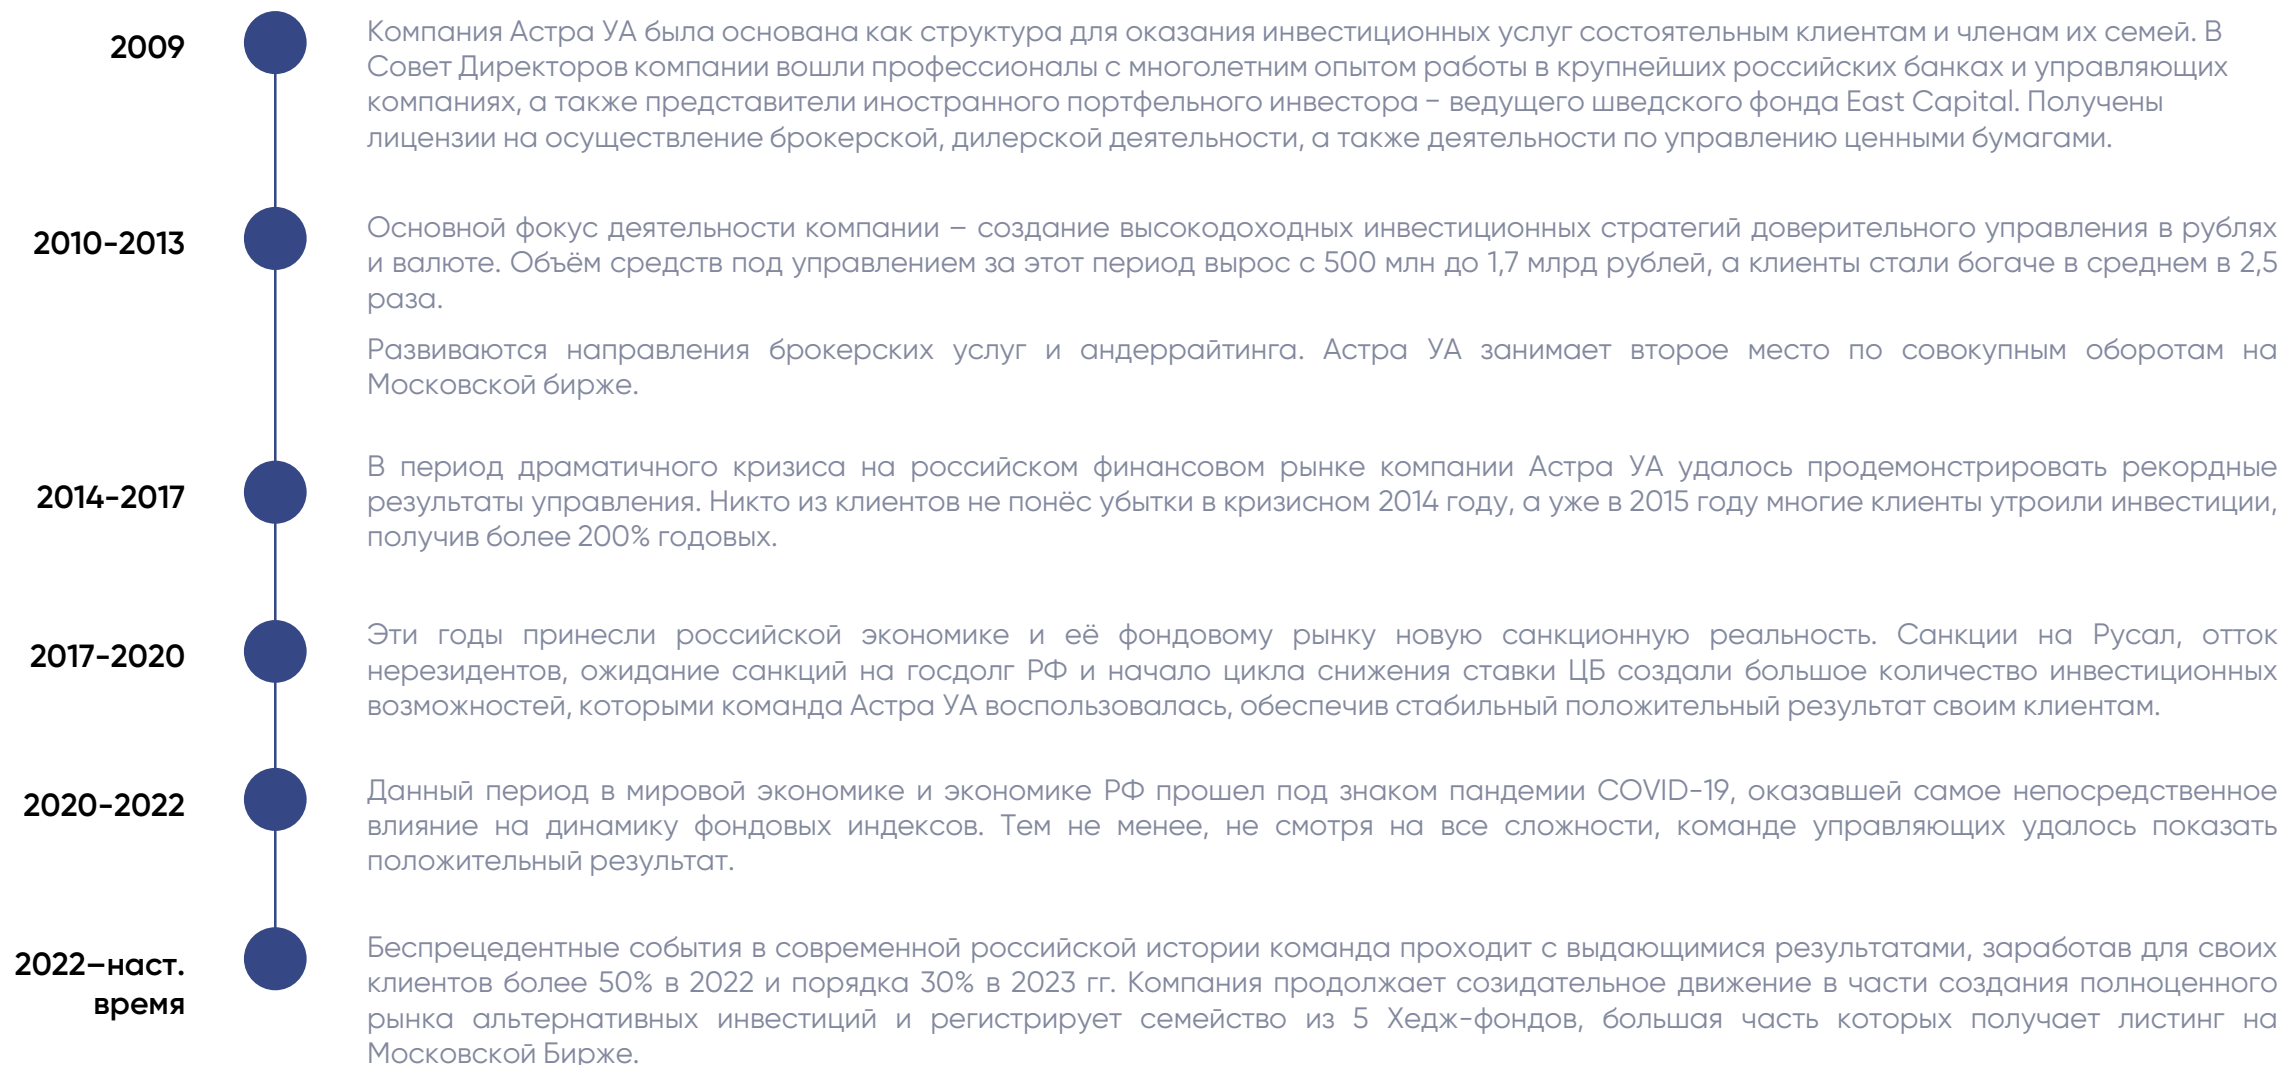 2009
Компания Астра УА была основана как структура для оказания инвестиционных услуг состоятельным клиентам и членам их семей. В
Совет Директоров компании вошли профессионалы с многолетним опытом работы в крупнейших российских банках и управляющих
компаниях, а также представители иностранного портфельного инвестора – ведущего шведского фонда East Capital. Получены
лицензии на осуществление брокерской, дилерской деятельности, а также деятельности по управлению ценными бумагами.
2010-2013
Основной фокус деятельности компании – создание высокодоходных инвестиционных стратегий доверительного управления в рублях
и валюте. Объём средств под управлением за этот период вырос с 500 млн до 1,7 млрд рублей, а клиенты стали богаче в среднем в 2,5
раза.
Развиваются направления брокерских услуг и андеррайтинга. Астра УА занимает второе место по совокупным оборотам на
Московской бирже.
2014-2017
В период драматичного кризиса на российском финансовом рынке компании Астра УА удалось продемонстрировать рекордные
результаты управления. Никто из клиентов не понёс убытки в кризисном 2014 году, а уже в 2015 году многие клиенты утроили инвестиции,
получив более 200% годовых.
2017-2020
Эти годы принесли российской экономике и её фондовому рынку новую санкционную реальность. Санкции на Русал, отток
нерезидентов, ожидание санкций на госдолг РФ и начало цикла снижения ставки ЦБ создали большое количество инвестиционных
возможностей, которыми команда Астра УА воспользовалась, обеспечив стабильный положительный результат своим клиентам.
2020-2022
Данный период в мировой экономике и экономике РФ прошел под знаком пандемии COVID-19, оказавшей самое непосредственное
влияние на динамику фондовых индексов. Тем не менее, не смотря на все сложности, команде управляющих удалось показать
положительный результат.
2022–наст.
время
Беспрецедентные события в современной российской истории команда проходит с выдающимися результатами, заработав для своих
клиентов более 50% в 2022 и порядка 30% в 2023 гг. Компания продолжает созидательное движение в части создания полноценного
рынка альтернативных инвестиций и регистрирует семейство из 5 Хедж-фондов, большая часть которых получает листинг на
Московской Бирже.